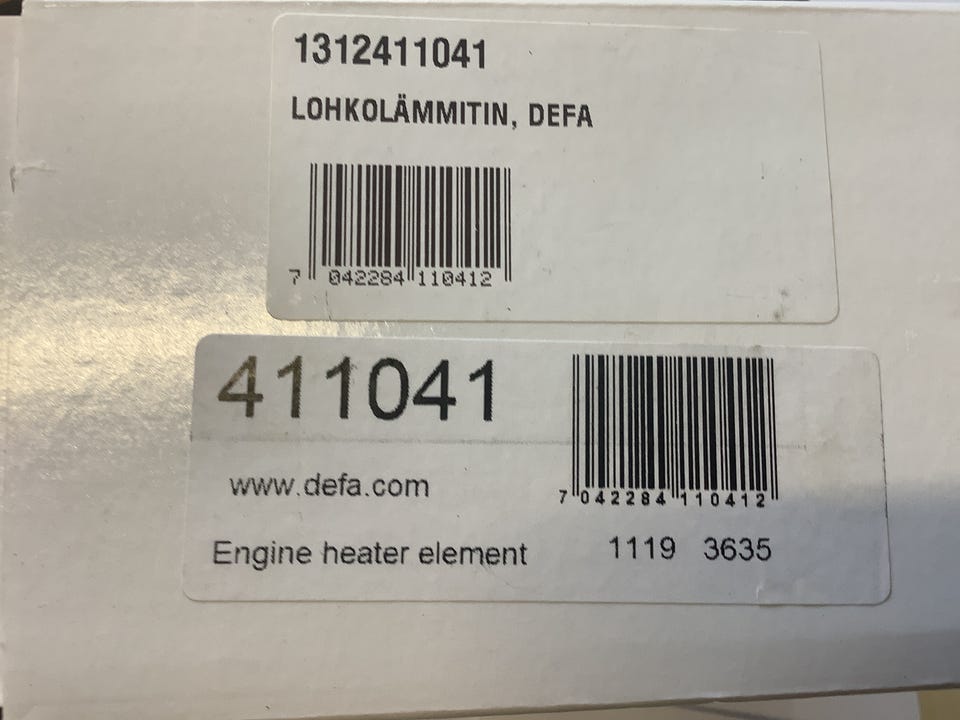 1312411041
LOHKOLÄMMITIN, DEFA
7 042284 110412
411041
7 042284 110412
www.defa.com
Engine heater element 1119 3635